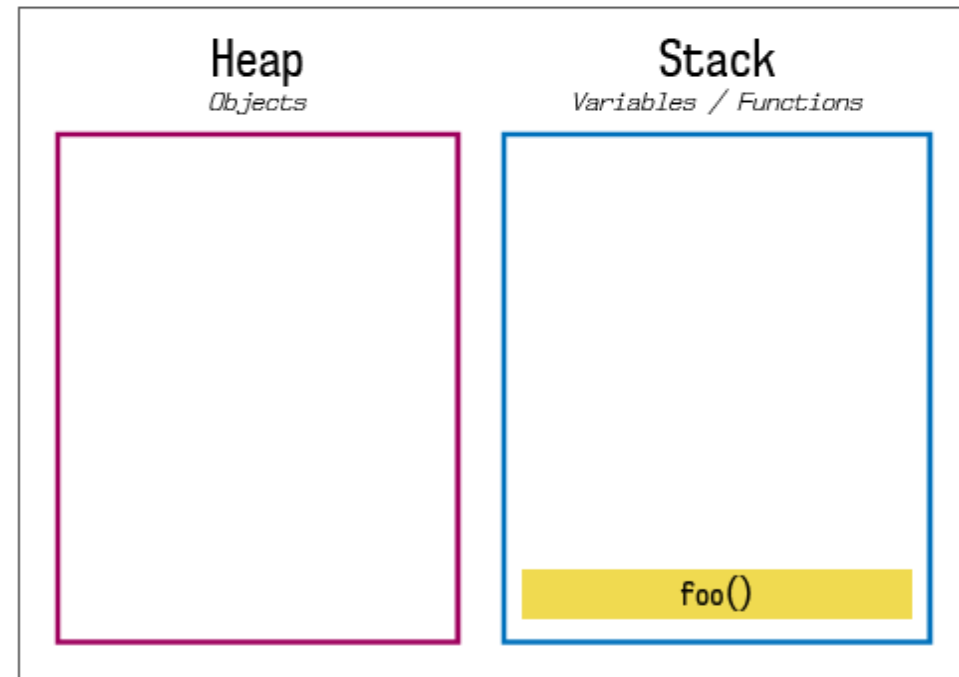 Heap
Objects
Stack
Variables / Functions
foo()